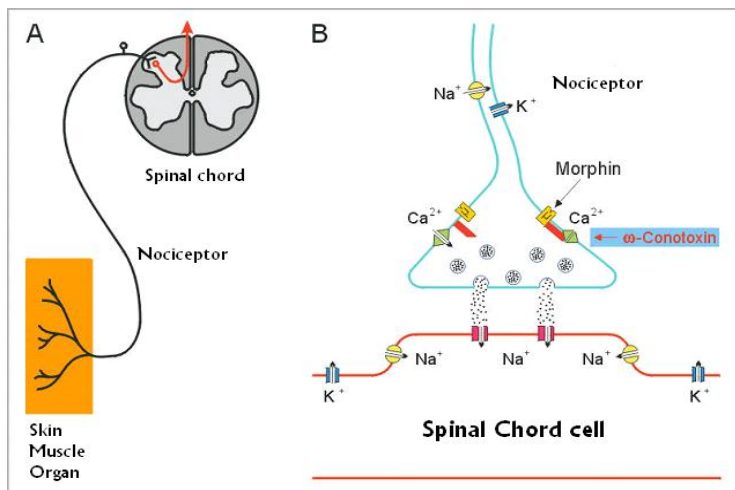 A
Spinal chord
Nociceptor
Skin
Muscle
Organ
B
Na+
K+
Nociceptor
Morphin
Ca2+
Ca2+
ω-Conotoxin
Na+
Na+
Na+
K+
K+
Spinal Chord cell